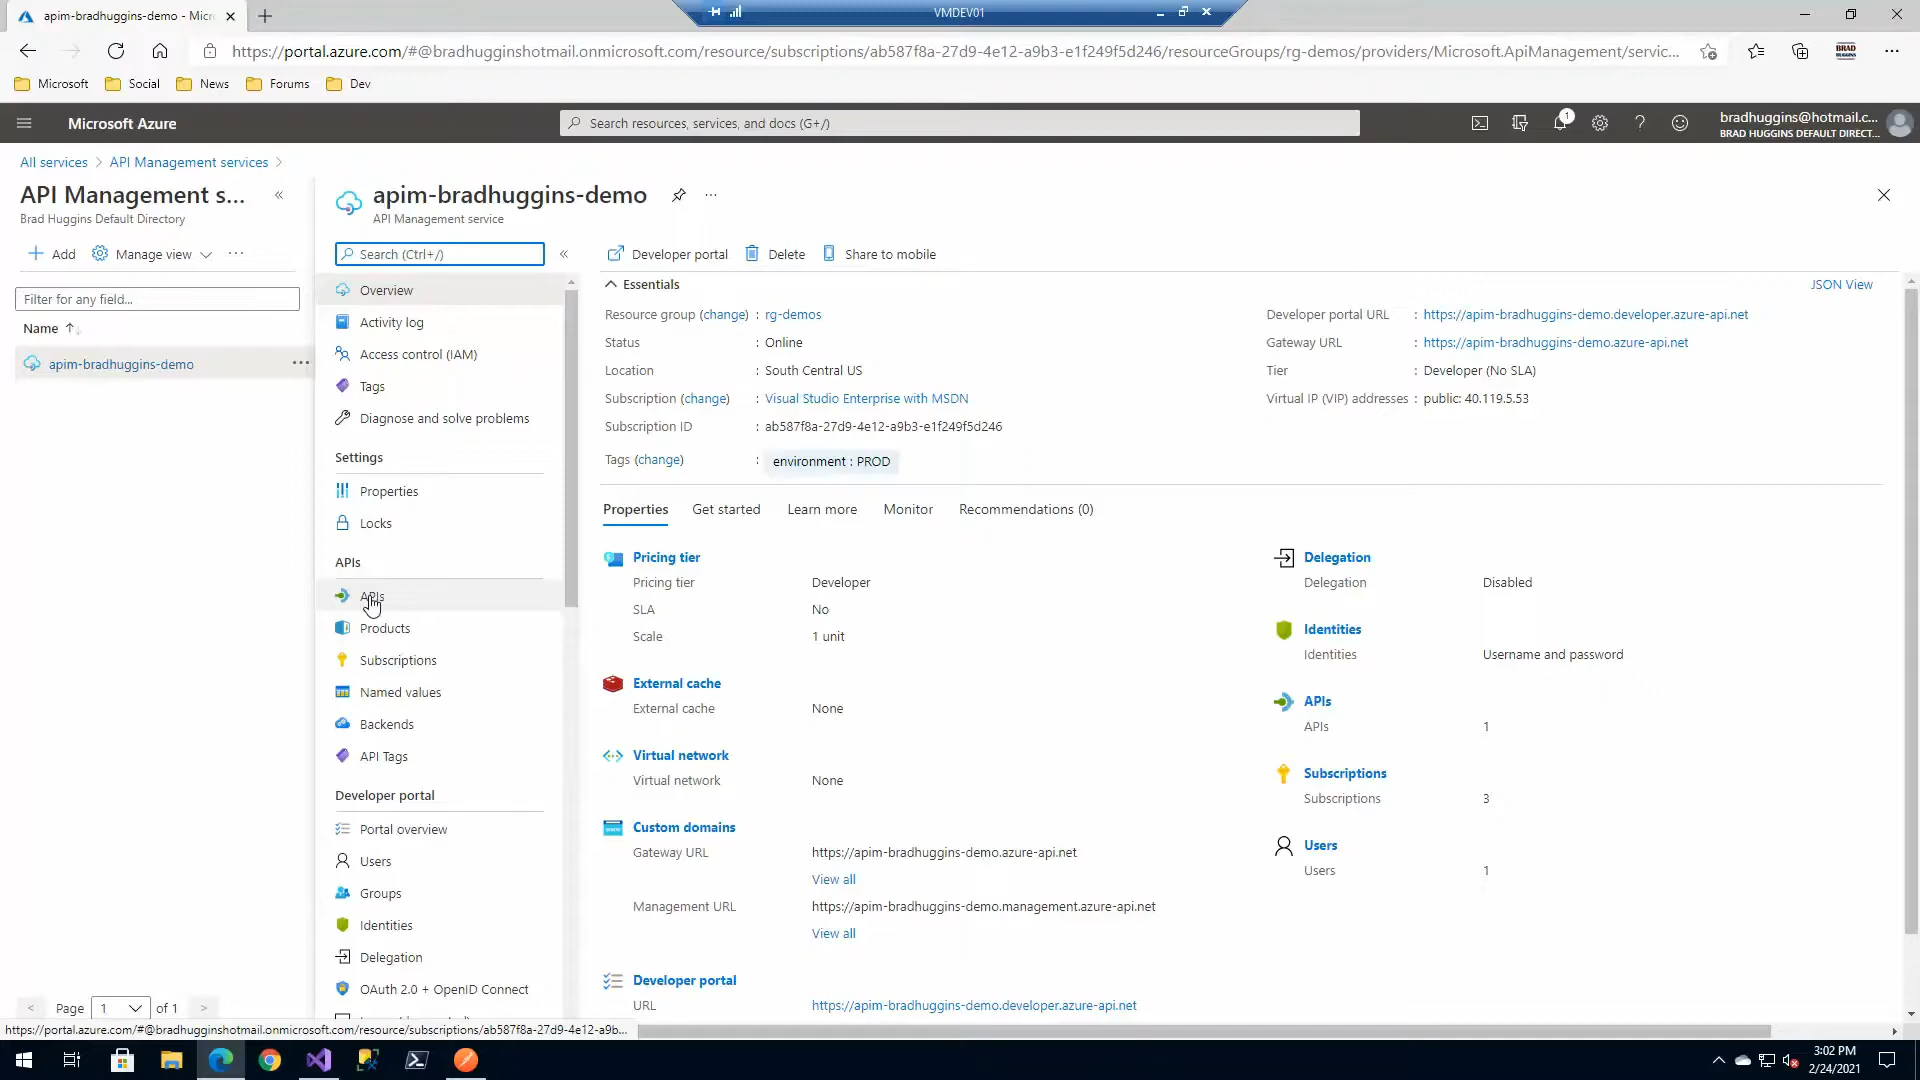 apim-bradhuggins-demo - Micr
VMDEV01
https://portal.azure.com/#@bradhugginshotmail.onmicrosoft.com/resource/subscriptions/ab587f8a-27d9-4e12-a9b3-e1f249f5d246/resourceGroups/rg-demos/providers/Microsoft.ApiManagement/servic...
BRAD
HUGGINS
Microsoft
Social
News
Forums
Dev
Microsoft Azure
Search resources, services, and docs (G+/)
1
bradhuggins@hotmail.c...
BRAD HUGGINS DEFAULT DIRECT...
All services > API Management services >
API Management s...
Brad Huggins Default Directory
Add
Manage view
Filter for any field...
Name
apim-bradhuggins-demo
Page 1 of 1
apim-bradhuggins-demo
API Management service
Search (Ctrl+/)
Overview
Activity log
Access control (IAM)
Tags
Diagnose and solve problems
Settings
Properties
Locks
APIs
APIs
Products
Subscriptions
Named values
Backends
API Tags
Developer portal
Portal overview
Users
Groups
Identities
Delegation
OAuth 2.0 + OpenID Connect
Developer portal
Delete
Share to mobile
Essentials
JSON View
Resource group (change) : rg-demos
Status : Online
Location : South Central US
Subscription (change) : Visual Studio Enterprise with MSDN
Subscription ID : ab587f8a-27d9-4e12-a9b3-e1f249f5d246
Tags (change) : environment : PROD
Developer portal URL : https://apim-bradhuggins-demo.developer.azure-api.net
Gateway URL : https://apim-bradhuggins-demo.azure-api.net
Tier : Developer (No SLA)
Virtual IP (VIP) addresses : public: 40.119.5.53
Properties
Get started
Learn more
Monitor
Recommendations (0)
Pricing tier
Pricing tier Developer
SLA No
Scale 1 unit
External cache
External cache None
Virtual network
Virtual network None
Custom domains
Gateway URL https://apim-bradhuggins-demo.azure-api.net
View all
Management URL https://apim-bradhuggins-demo.management.azure-api.net
View all
Developer portal
URL https://apim-bradhuggins-demo.developer.azure-api.net
Delegation
Delegation Disabled
Identities
Identities Username and password
APIs
APIs 1
Subscriptions
Subscriptions 3
Users
Users 1
https://portal.azure.com/#@bradhugginshotmail.onmicrosoft.com/resource/subscriptions/ab587f8a-27d9-4e12-a9b...
3:02 PM
2/24/2021